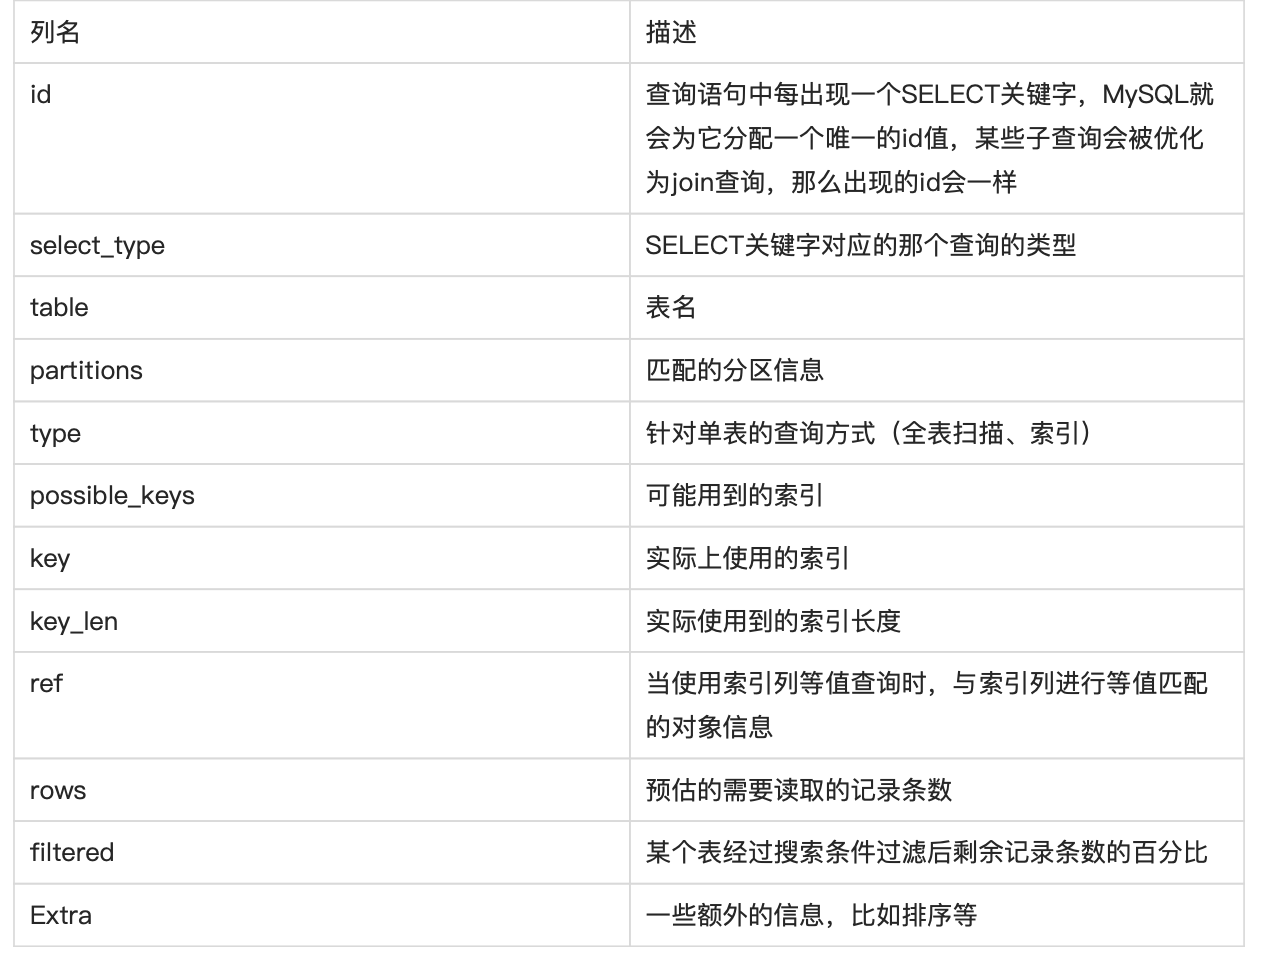 列名
描述
id
查询语句中每出现一个SELECT关键字，MySQL就
会为它分配一个唯一的id值，某些子查询会被优化
为join查询，那么出现的id会一样
select_type
SELECT关键字对应的那个查询的类型
table
表名
partitions
匹配的分区信息
type
针对单表的查询方式（全表扫描、索引）
possible_keys
可能用到的索引
key
实际上使用的索引
key_len
实际使用到的索引长度
ref
当使用索引列等值查询时，与索引列进行等值匹配
的对象信息
rows
预估的需要读取的记录条数
filtered
某个表经过搜索条件过滤后剩余记录条数的百分比
Extra
一些额外的信息，比如排序等